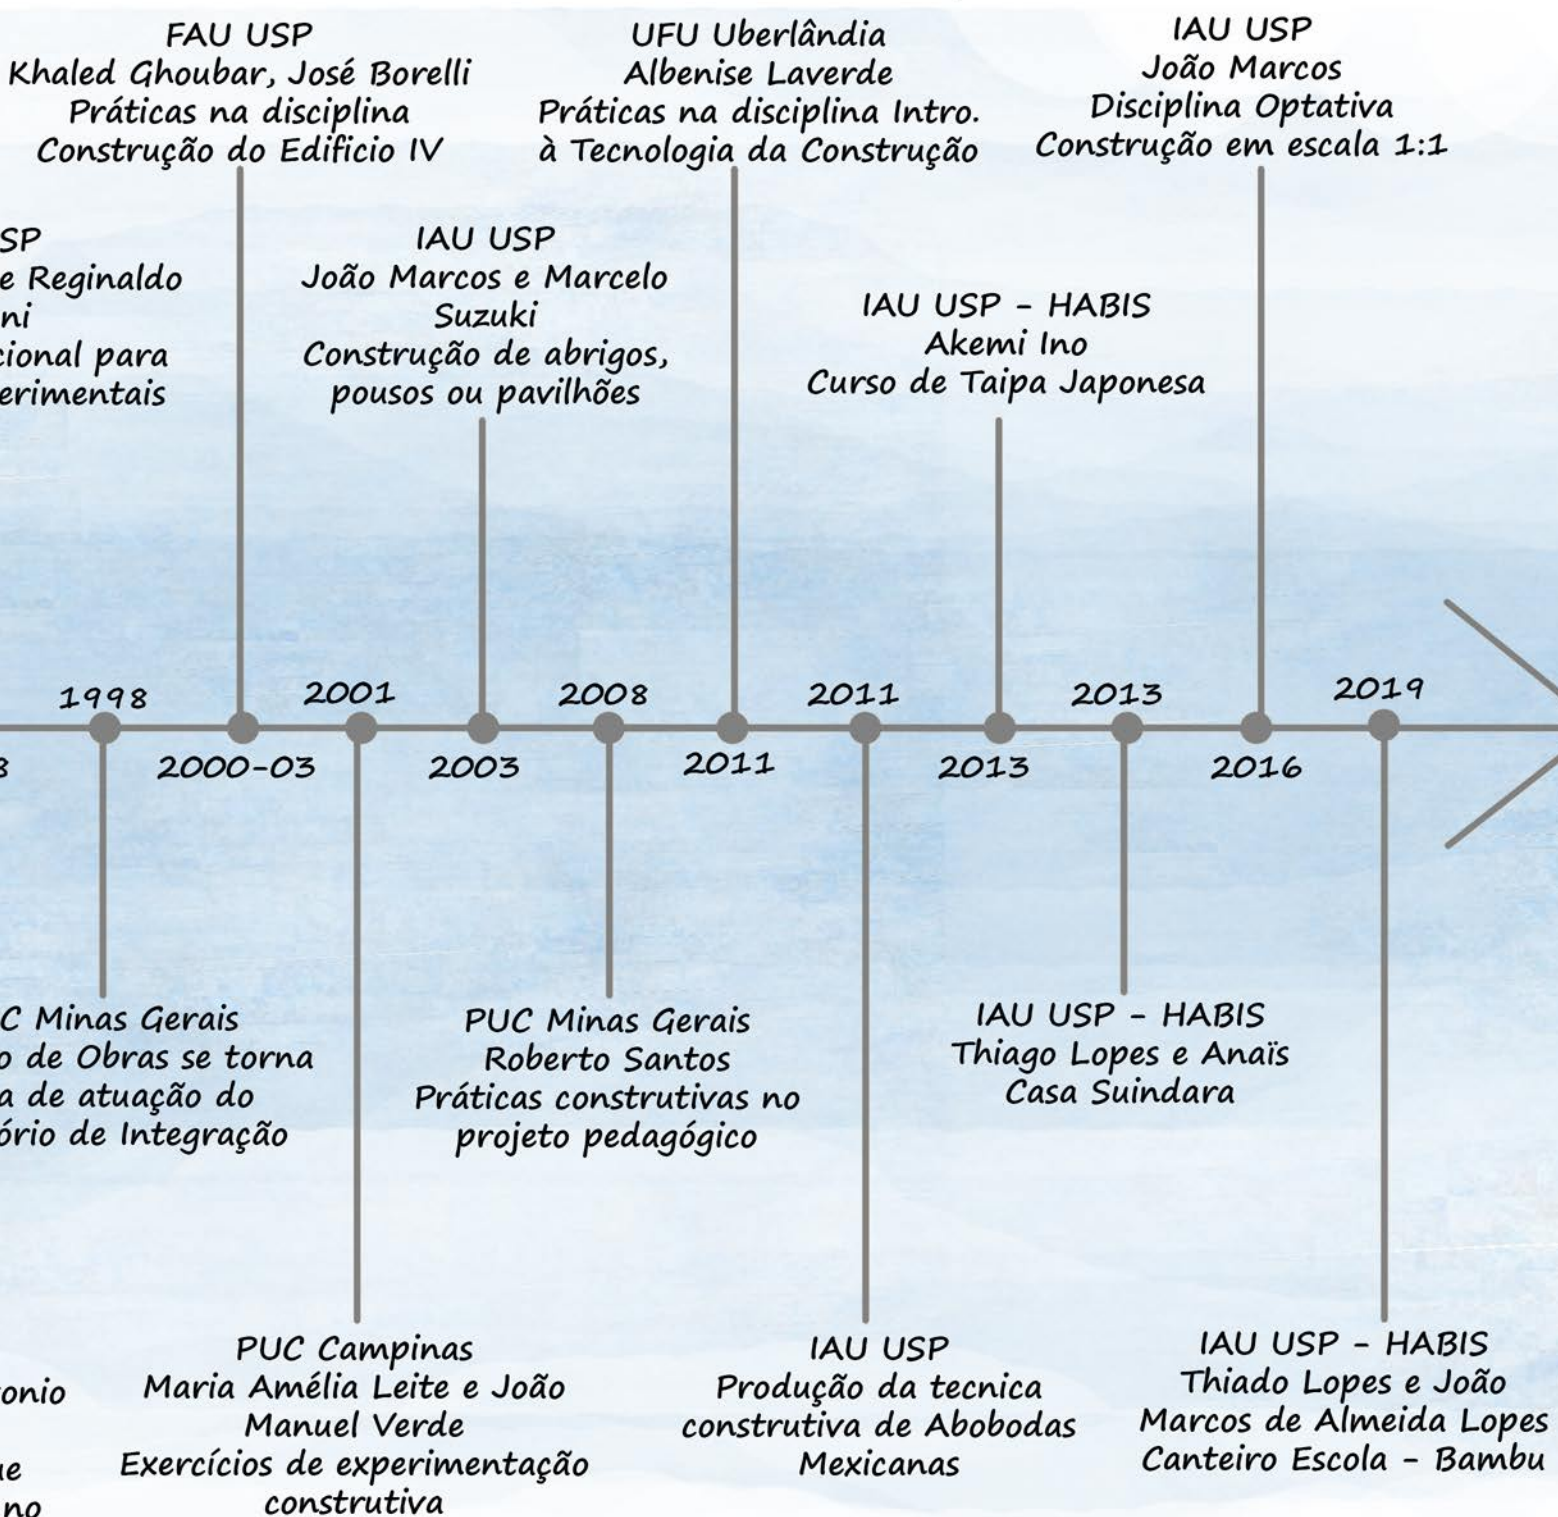 FAU USP
Khaled Ghoubar, José Borelli
Práticas na disciplina
Construção do Edificio IV
UFU Uberlândia
Albenise Laverde
Práticas na disciplina Intro.
à Tecnologia da Construção
IAU USP
João Marcos
Disciplina Optativa
Construção em escala 1:1
SP
e Reginaldo
ni
cional para
erimentais
IAU USP
João Marcos e Marcelo
Suzuki
Construção de abrigos,
pousos ou pavilhões
IAU USP - HABIS
Akemi Ino
Curso de Taipa Japonesa
1998
2001
2008
2011
2013
2019
8
2000-03
2003
2011
2013
2016
C Minas Gerais
o de Obras se torna
a de atuação do
ório de Integração
PUC Minas Gerais
Roberto Santos
Práticas construtivas no
projeto pedagógico
IAU USP - HABIS
Thiago Lopes e Anaïs
Casa Suindara
onio
ue
no
PUC Campinas
Maria Amélia Leite e João
Manuel Verde
Exercícios de experimentação
construtiva
IAU USP
Produção da tecnica
construtiva de Abobodas
Mexicanas
IAU USP - HABIS
Thiado Lopes e João
Marcos de Almeida Lopes
Canteiro Escola - Bambu